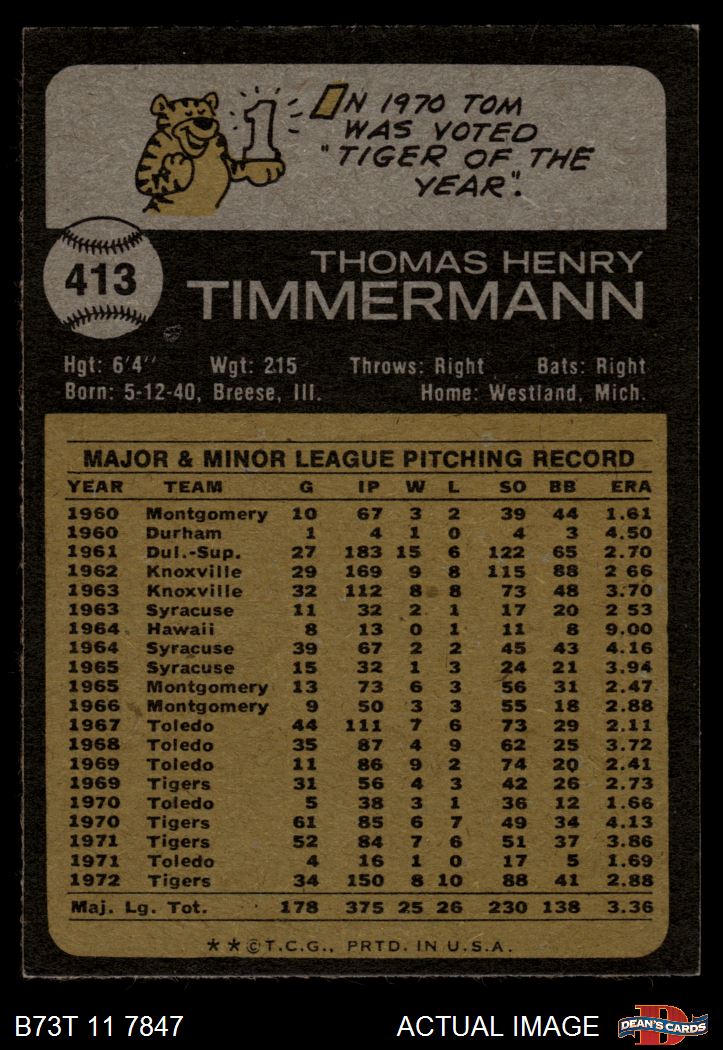 1
IN 1970 TOM
WAS VOTED
"TIGER OF THE
YEAR".
413
THOMAS HENRY
TIMMERMANN
Hgt: 6'4" Wgt: 215 Throws: Right Bats: Right
Born: 5-12-40, Breese, Ill. Home: Westland, Mich.
MAJOR & MINOR LEAGUE PITCHING RECORD
YEAR TEAM G IP W L SO BB ERA
1960 Montgomery 10 67 3 2 39 44 1.61
1960 Durham 1 4 1 0 4 3 4.50
1961 Dul.-Sup. 27 183 15 6 122 65 2.70
1962 Knoxville 29 169 9 8 115 88 2 66
1963 Knoxville 32 112 8 8 73 48 3.70
1963 Syracuse 11 32 2 1 17 20 2 53
1964 Hawaii 8 13 0 1 11 8 9.00
1964 Syracuse 39 67 2 2 45 43 4.16
1965 Syracuse 15 32 1 3 24 21 3.94
1965 Montgomery 13 73 6 3 56 31 2.47
1966 Montgomery 9 50 3 3 55 18 2.88
1967 Toledo 44 111 7 6 73 29 2.11
1968 Toledo 35 87 4 9 62 25 3.72
1969 Toledo 11 86 9 2 74 20 2.41
1969 Tigers 31 56 4 3 42 26 2.73
1970 Toledo 5 38 3 1 36 12 1.66
1970 Tigers 61 85 6 7 49 34 4.13
1971 Tigers 52 84 7 6 51 37 3.86
1971 Toledo 4 16 1 0 17 5 1.69
1972 Tigers 34 150 8 10 88 41 2.88
Maj. Lg. Tot. 178 375 25 26 230 138 3.36
**©T.C.G., PRTD. IN U.S.A.
B73T 11 7847 ACTUAL IMAGE D DEAN'S CARDS